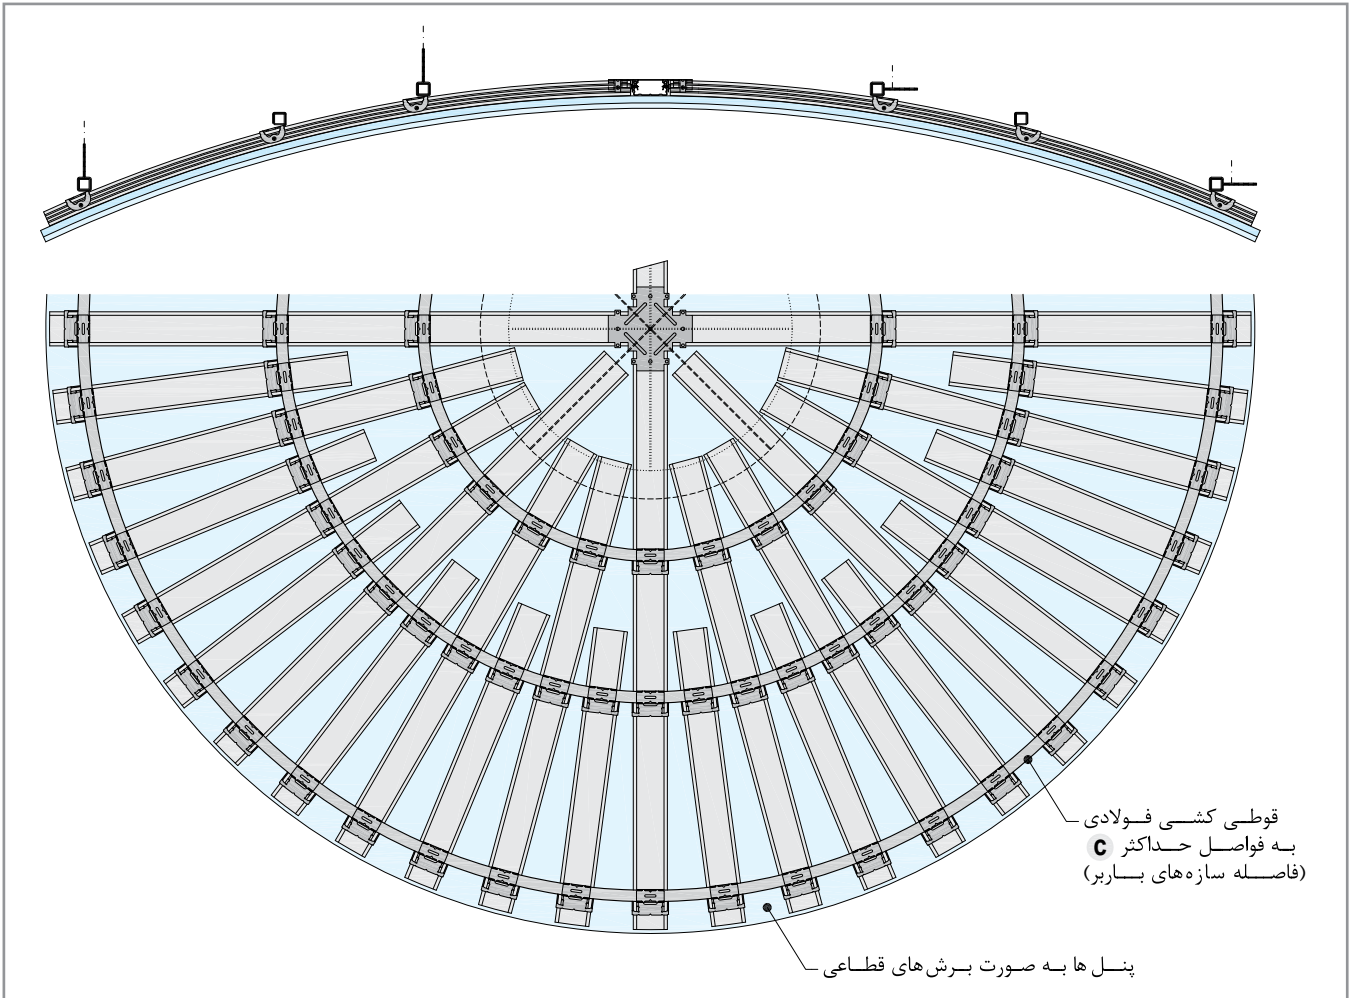 قوطی کشی فولادی
به فواصل حداکثر C
(فاصله سازه‌های باربر)
پنل ها به صورت برش‌های قطاعی